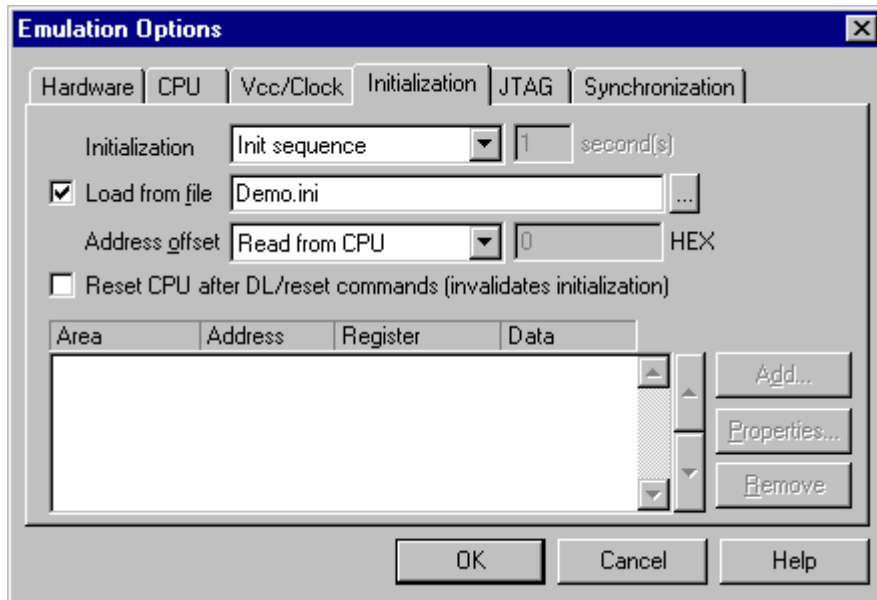 Emulation Options
Hardware CPU Vcc/Clock Initialization JTAG Synchronization
Initialization Init sequence 1 second(s)
Load from file Demo.ini ...
Address offset Read from CPU 0 HEX
Reset CPU after DL/reset commands (invalidates initialization)
Area Address Register Data
Add...
Properties...
Remove
OK Cancel Help